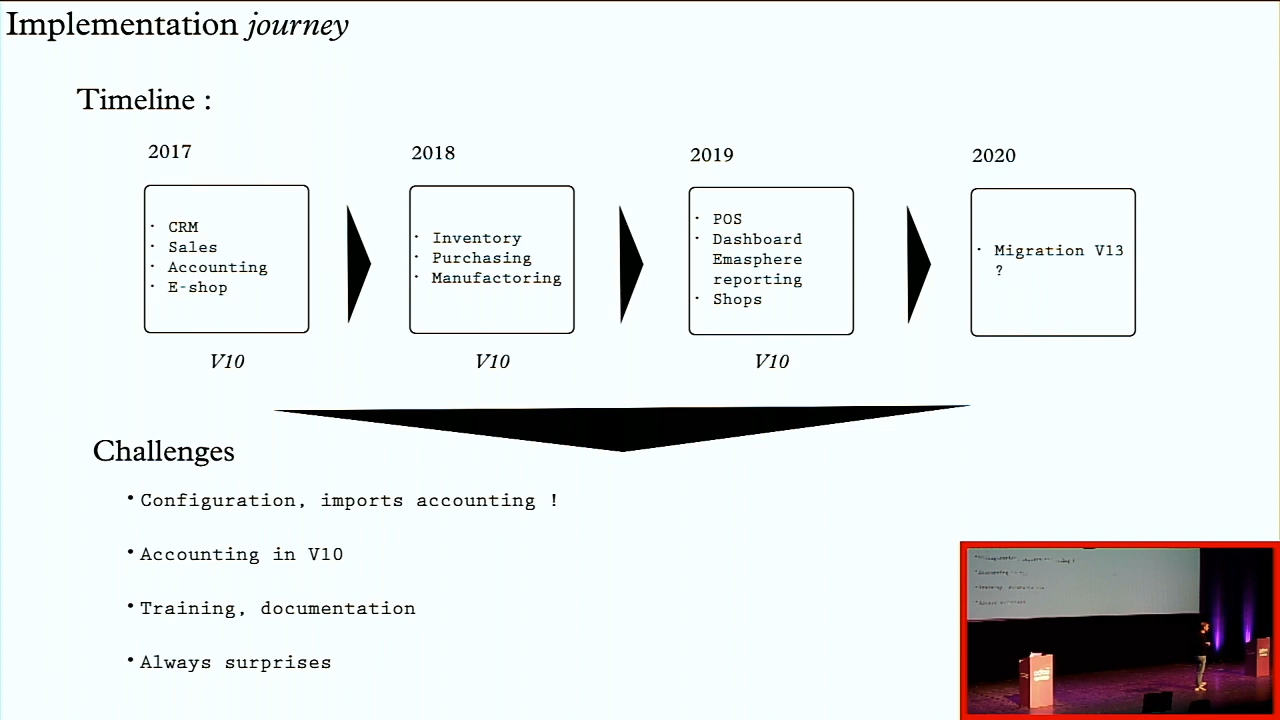 Implementation journey
Timeline :
2017
2018
2019
2020
· CRM
· Sales
· Accounting
· E-shop
· Inventory
· Purchasing
· Manufactoring
· POS
· Dashboard
Emasphere
reporting
· Shops
· Migration V13
?
V10
V10
V10
Challenges
• Configuration, imports accounting !
• Accounting in V10
• Training, documentation
• Always surprises